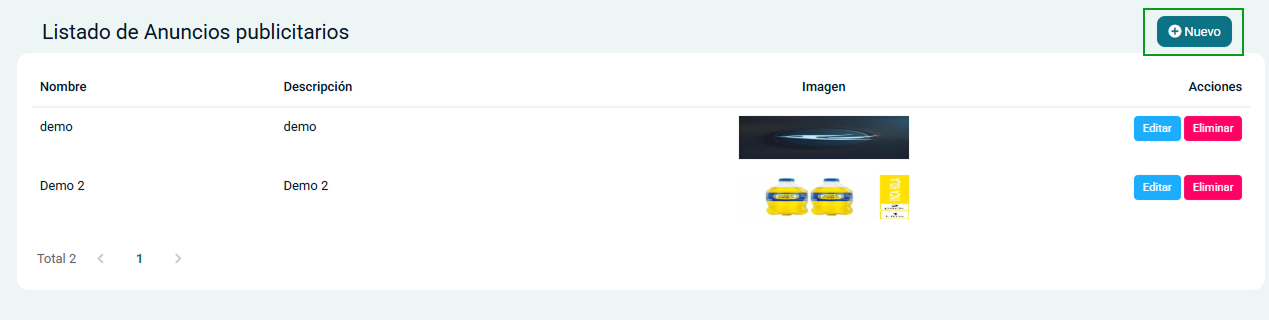 Listado de Anuncios publicitarios
Nuevo
Nombre Descripción Imagen Acciones
demo demo Editar Eliminar
Demo 2 Demo 2 Editar Eliminar
Total 2 1